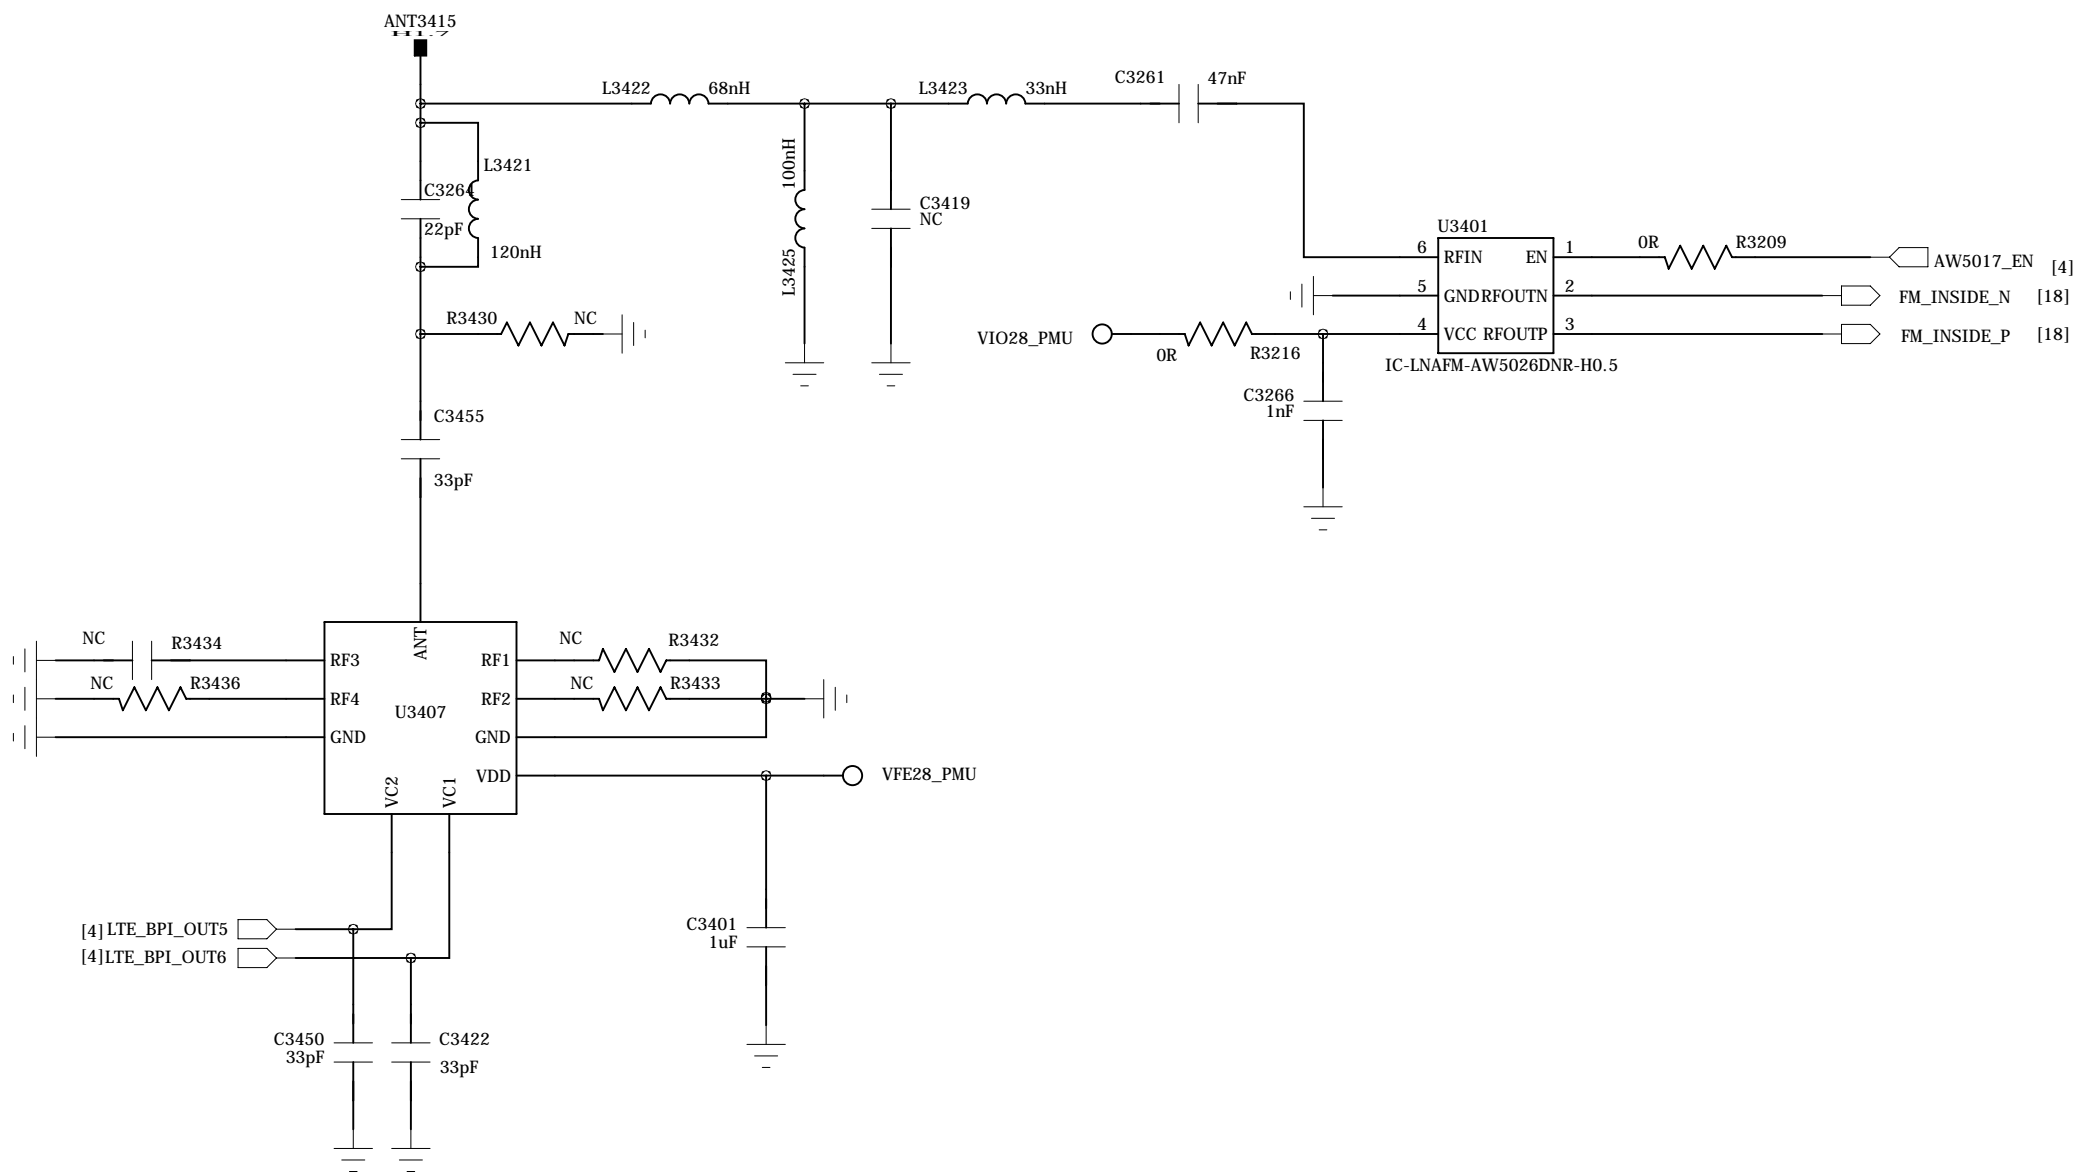 ANT3415
H1.7
L3422
68nH
L3423
33nH
C3261
47nF
L3421
C3264
22pF
120nH
100nH
L3425
C3419
NC
R3430
NC
C3455
33pF
U3401
6
RFIN
EN
1
0R
R3209
AW5017_EN
[4]
5
GND
RFOUTN
2
FM_INSIDE_N
[18]
4
VCC
RFOUTP
3
FM_INSIDE_P
[18]
VIO28_PMU
0R
R3216
IC-LNAFM-AW5026DNR-H0.5
C3266
1nF
NC
R3434
RF3
ANT
RF1
NC
R3432
NC
R3436
RF4
RF2
NC
R3433
U3407
GND
GND
VC2
VC1
VDD
VFE28_PMU
[4]
LTE_BPI_OUT5
[4]
LTE_BPI_OUT6
C3401
1uF
C3450
33pF
C3422
33pF